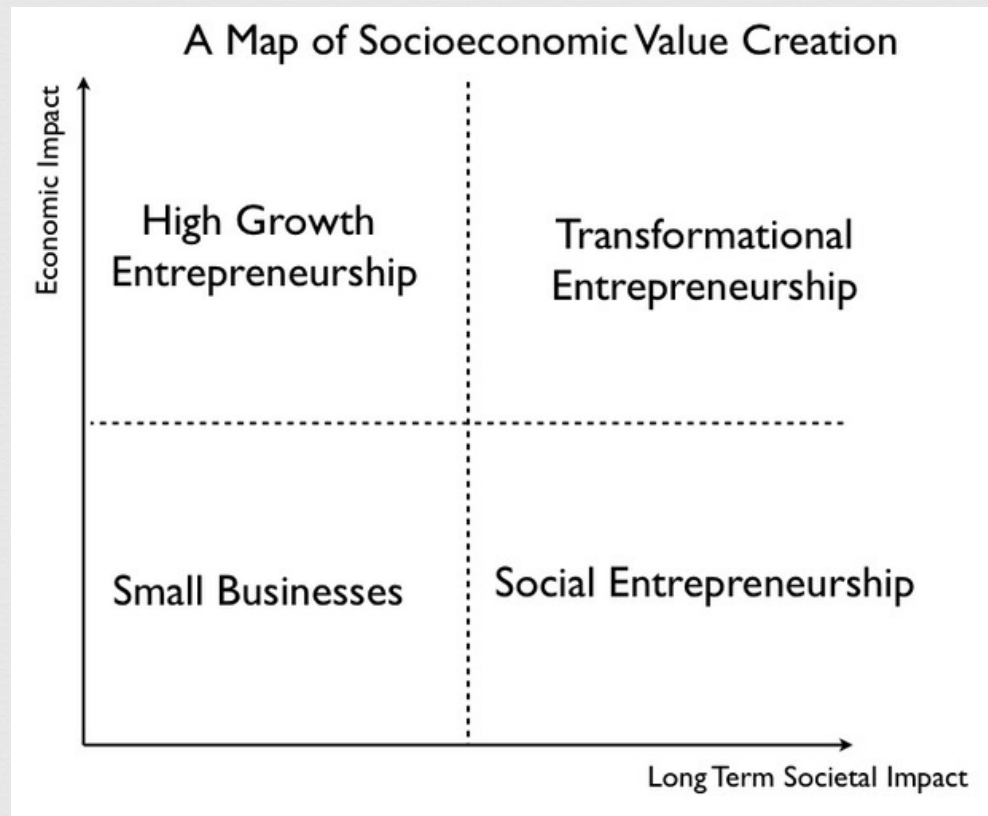 A Map of Socioeconomic Value Creation
Economic Impact
High Growth
Entrepreneurship
Transformational
Entrepreneurship
Small Businesses
Social Entrepreneurship
Long Term Societal Impact